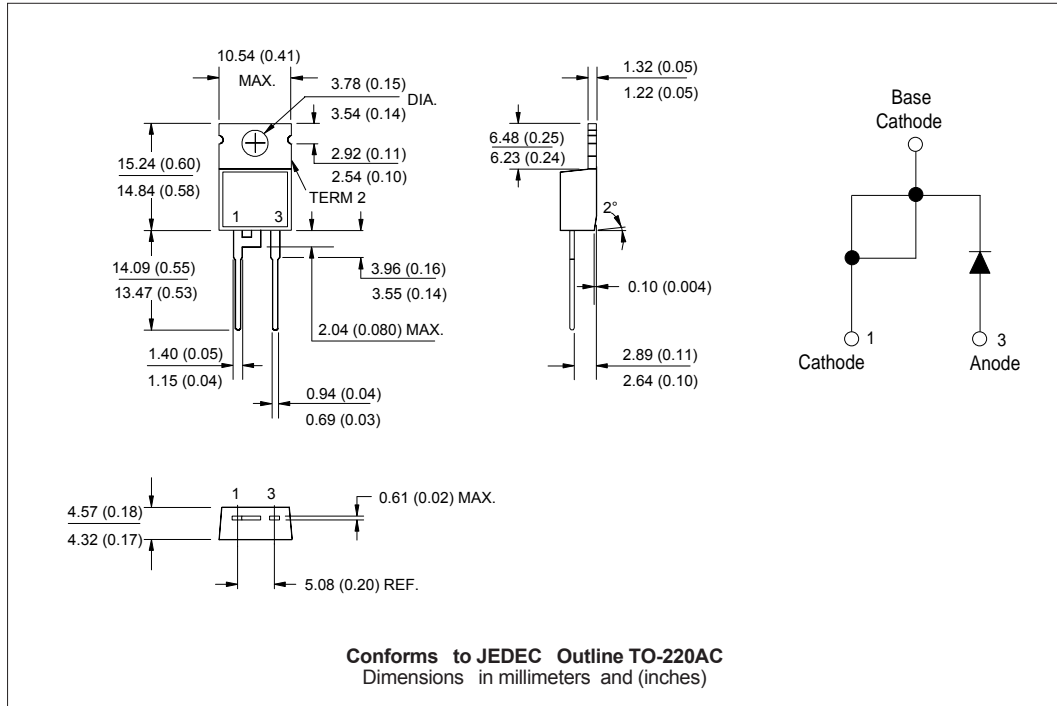 10.54 (0.41)
MAX.
3.78 (0.15)
DIA.
3.54 (0.14)
15.24 (0.60)
14.84 (0.58)
2.92 (0.11)
2.54 (0.10)
TERM 2
1 3
14.09 (0.55)
13.47 (0.53)
3.96 (0.16)
3.55 (0.14)
2.04 (0.080) MAX.
1.40 (0.05)
1.15 (0.04)
0.94 (0.04)
0.69 (0.03)
1.32 (0.05)
1.22 (0.05)
6.48 (0.25)
6.23 (0.24)
2°
0.10 (0.004)
2.89 (0.11)
2.64 (0.10)
Base
Cathode
1
Cathode
3
Anode
1 3
4.57 (0.18)
4.32 (0.17)
0.61 (0.02) MAX.
5.08 (0.20) REF.
Conforms to JEDEC Outline TO-220AC
Dimensions in millimeters and (inches)